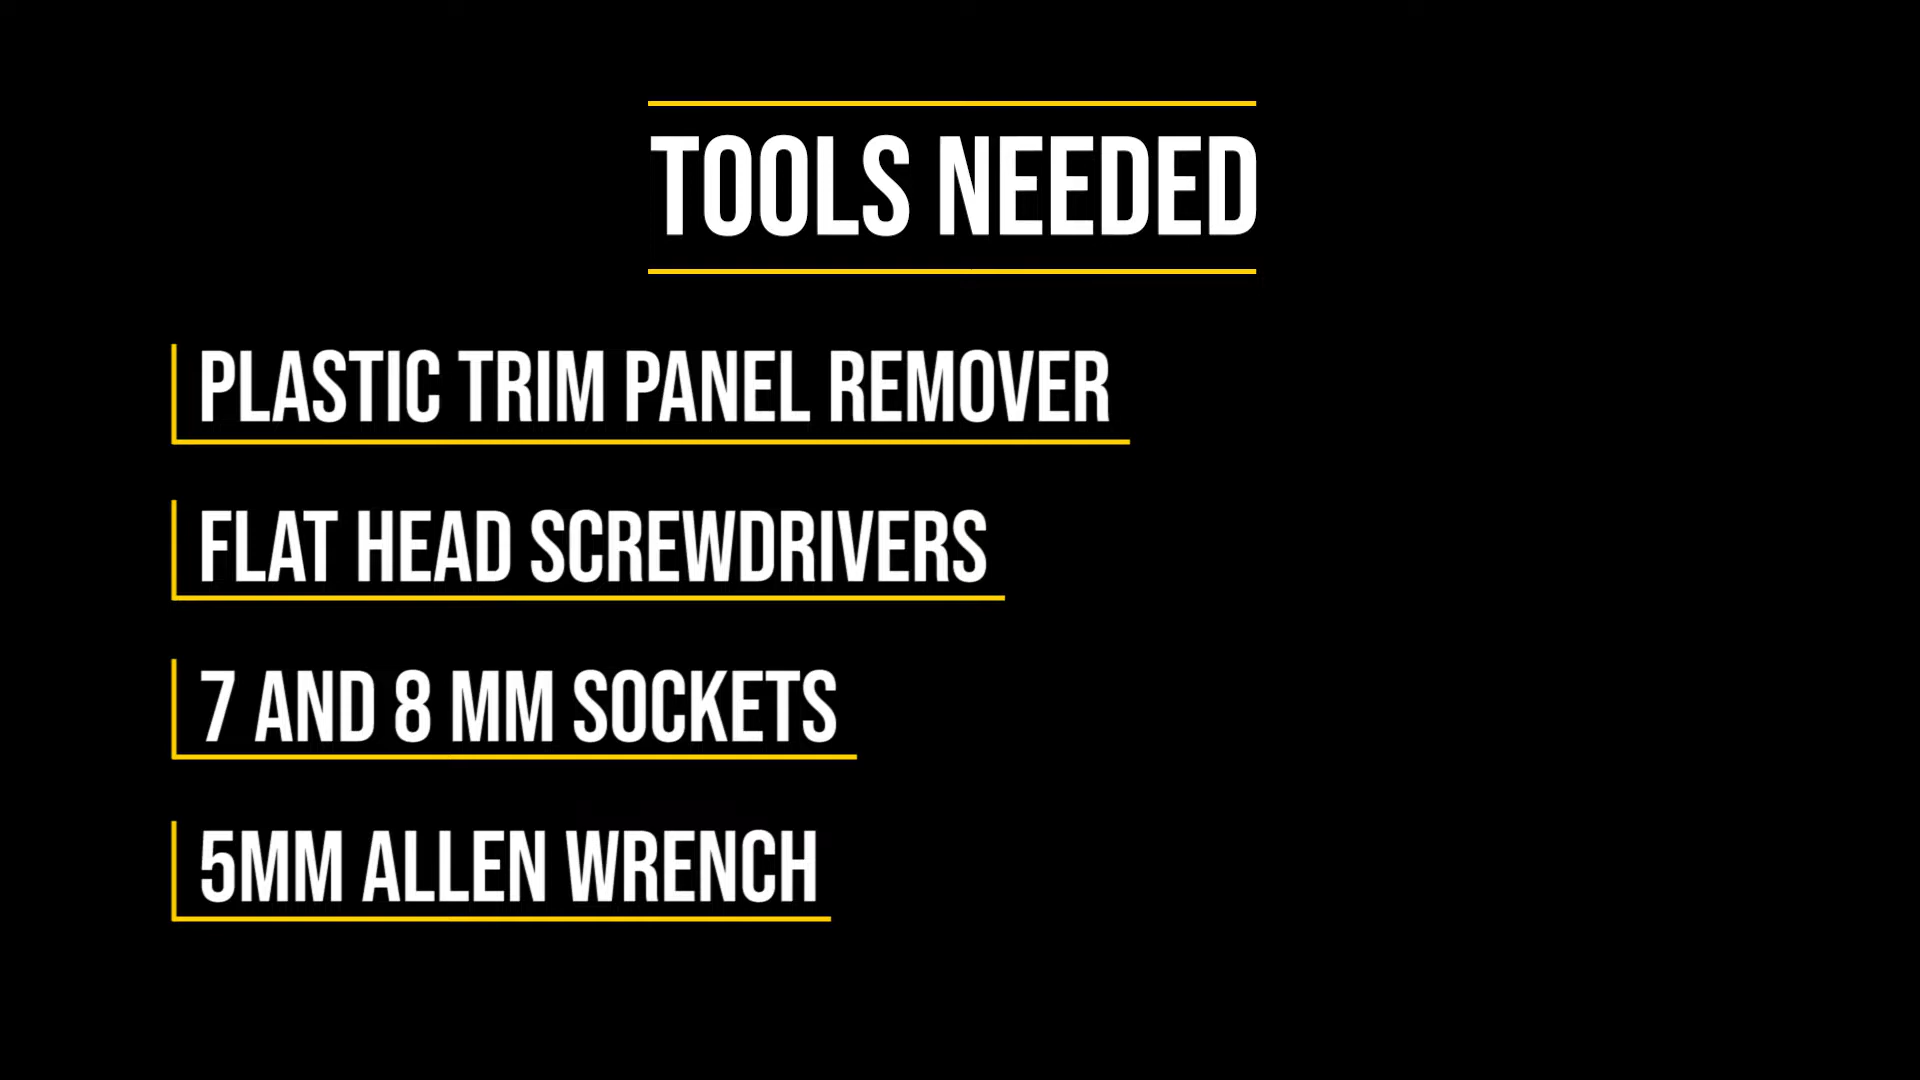 TOOLS NEEDED
PLASTIC TRIM PANEL REMOVER
FLAT HEAD SCREWDRIVERS
7 AND 8 MM SOCKETS
5MM ALLEN WRENCH